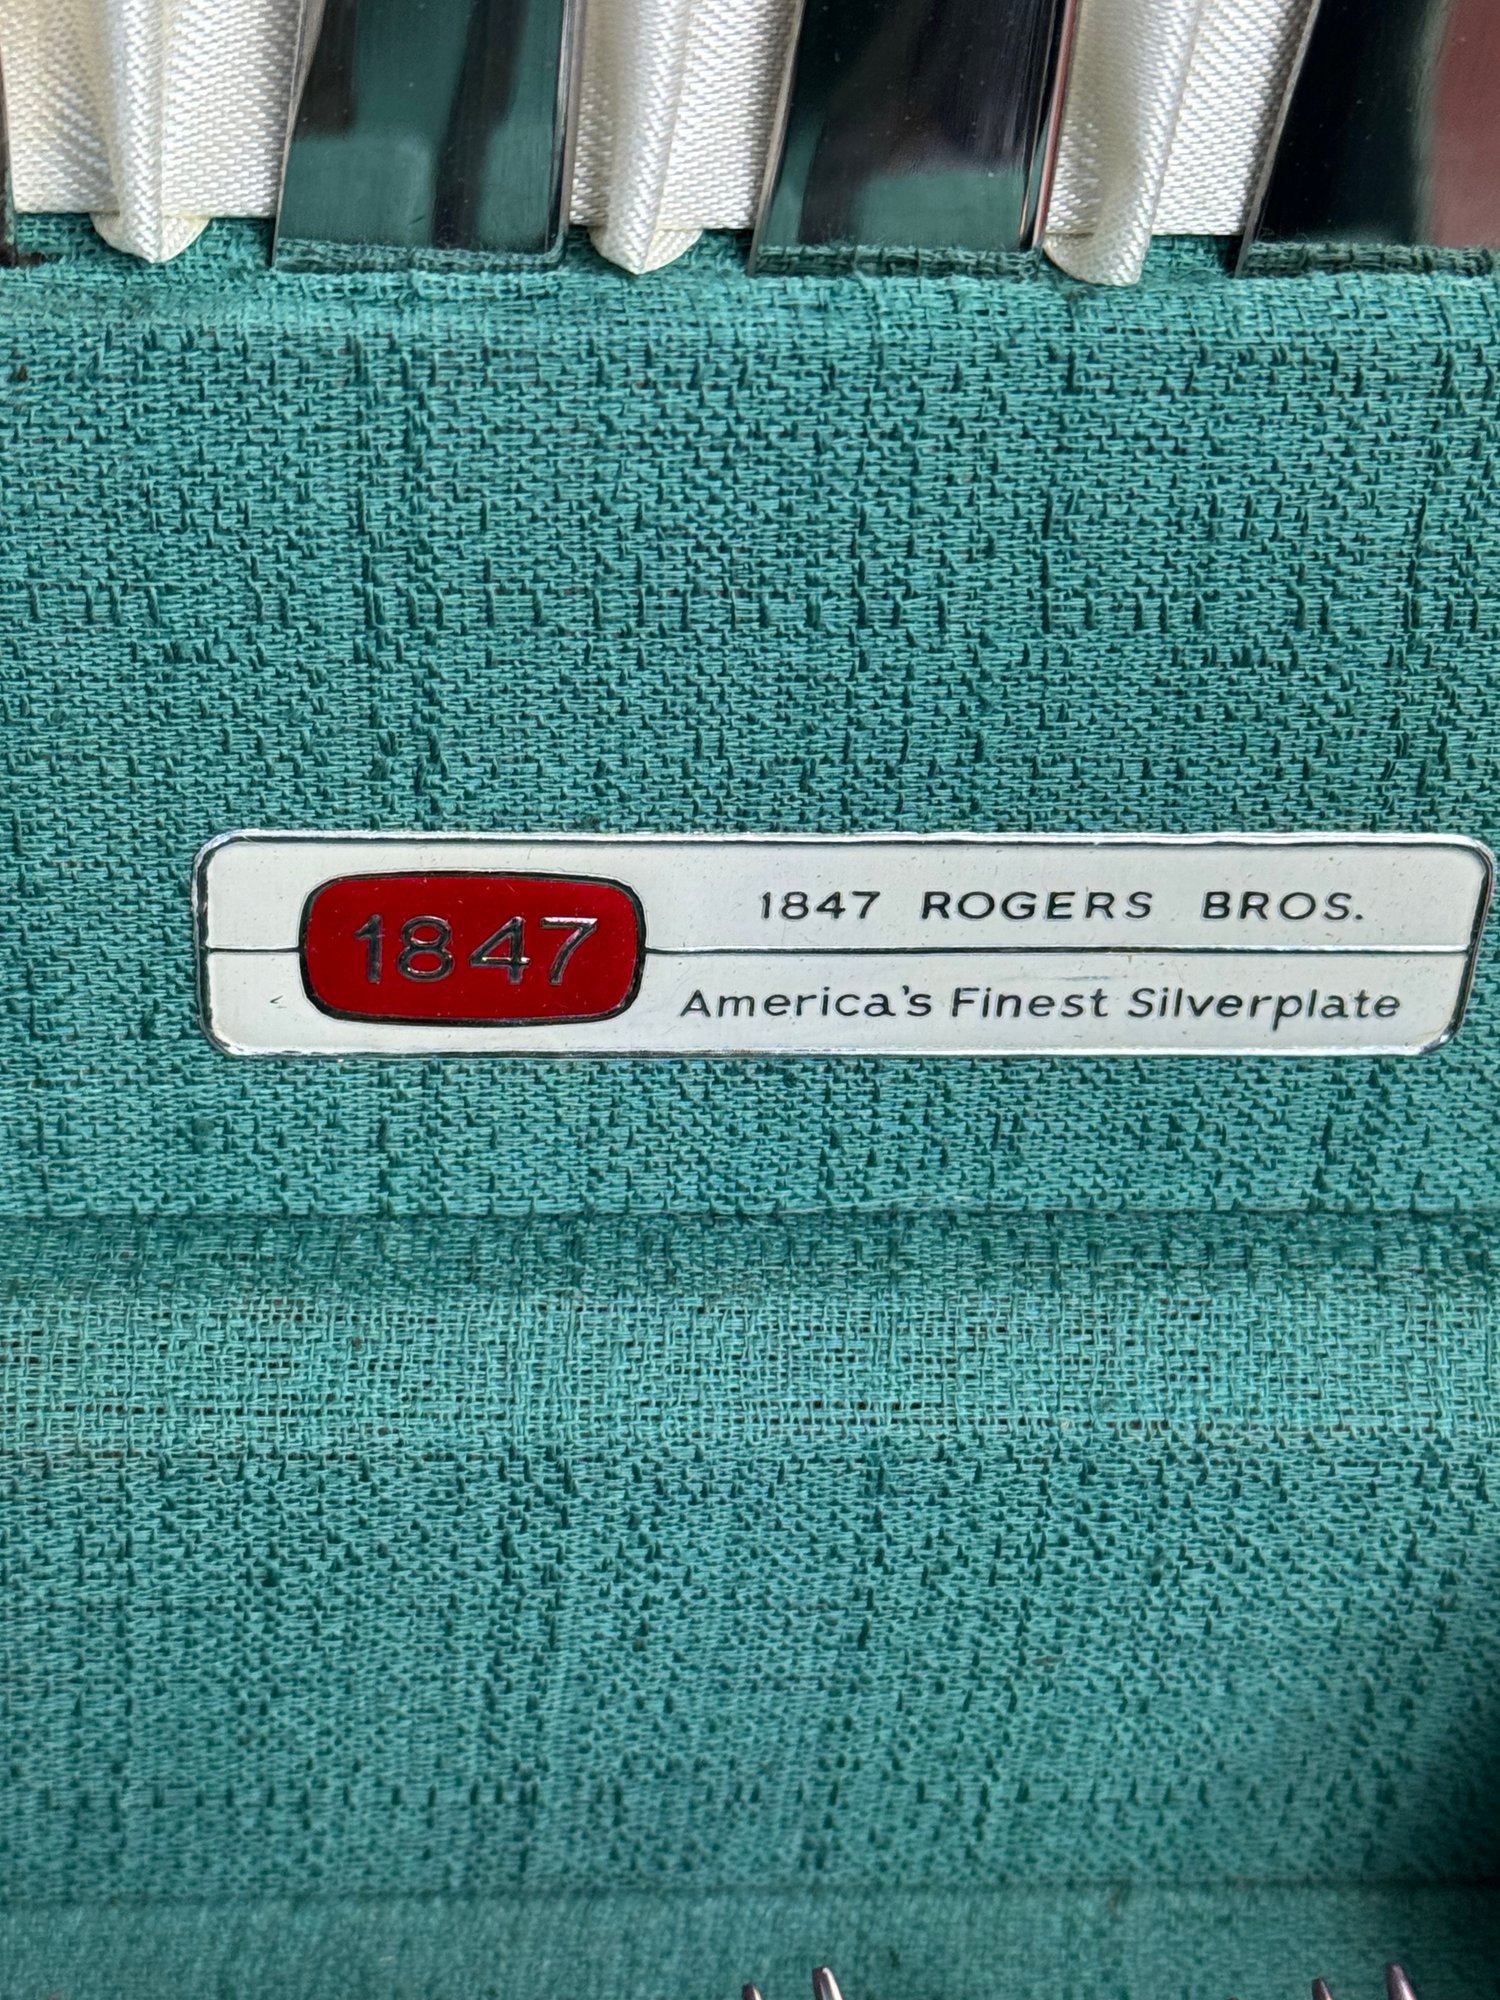 1847
1847 ROGERS BROS.
America's Finest Silverplate